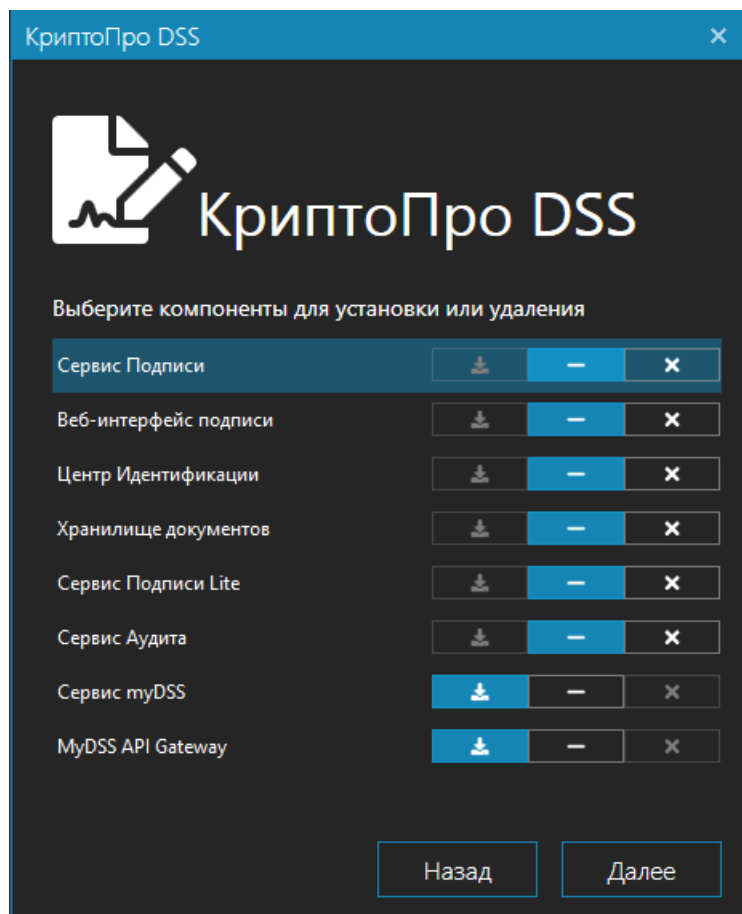 КриптоПро DSS
КриптоПро DSS
Выберите компоненты для установки или удаления
Сервис Подписи
Веб-интерфейс подписи
Центр Идентификации
Хранилище документов
Сервис Подписи Lite
Сервис Аудита
Сервис myDSS
MyDSS API Gateway
Назад Далее